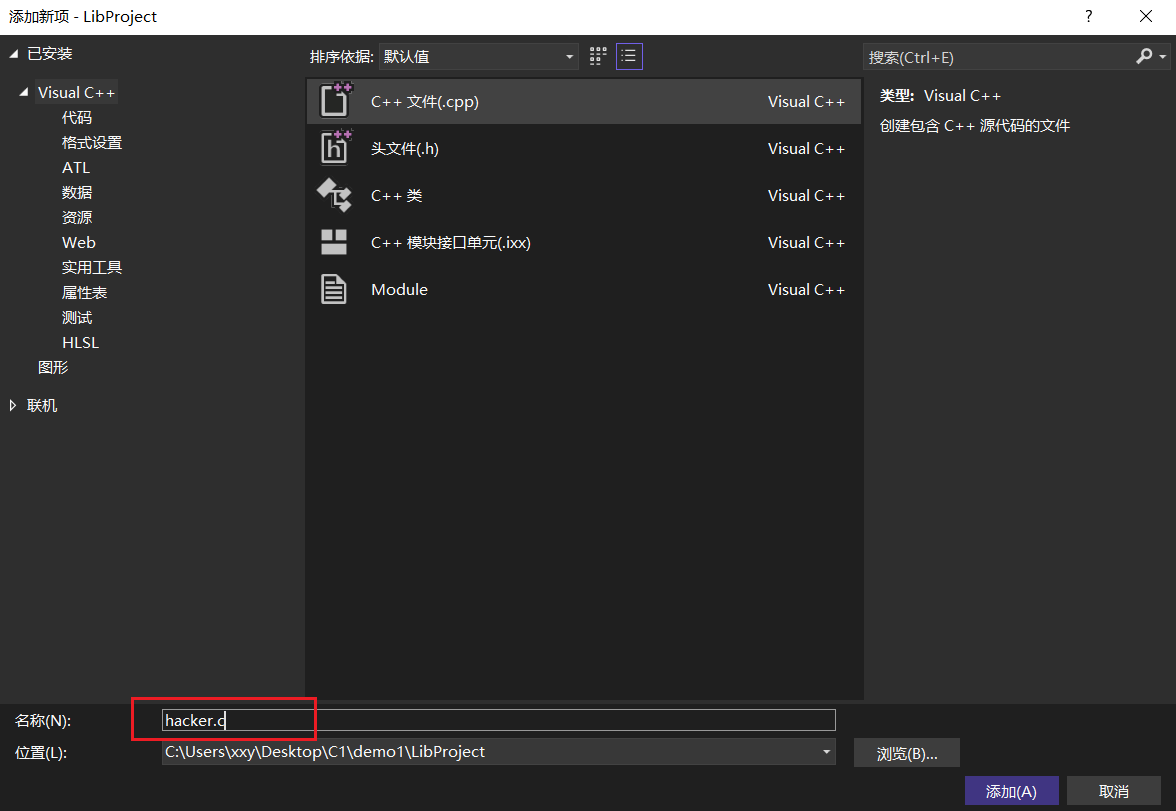 添加新项 - LibProject
?
已安装
Visual C++
代码
格式设置
ATL
数据
资源
Web
实用工具
属性表
测试
HLSL
图形
联机
排序依据: 默认值
C++ 文件(.cpp) Visual C++
头文件(.h) Visual C++
C++ 类 Visual C++
C++ 模块接口单元(.ixx) Visual C++
Module Visual C++
搜索(Ctrl+E)
类型: Visual C++
创建包含 C++ 源代码的文件
名称(N): hacker.c
位置(L): C:\Users\xxy\Desktop\C1\demo1\LibProject
浏览(B)...
添加(A) 取消